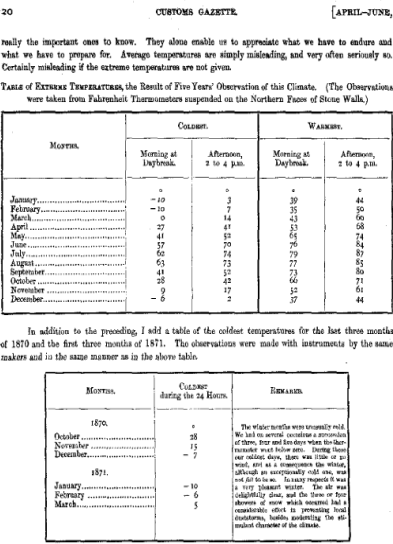 20 CUSTOMS GAZETTE. [APRIL–JUNE,
really the important ones to know. They alone enable us to appreciate what we have to endure and
what we have to prepare for. Average temperatures are simply misleading, and very often seriously so.
Certainly misleading if the extreme temperatures are not given.
TABLE of EXTREME TEMPERATURES, the Result of Five Years' Observation of this Climate. (The Observations
were taken from Fahrenheit Thermometers suspended on the Northern Faces of Stone Walls.)
MONTHS. COLDEST. WARMEST.
Morning at Daybreak. Afternoon, 2 to 4 p.m. Morning at Daybreak. Afternoon, 2 to 4 p.m.
° ° ° °
January -10 3 39 44
February -10 7 35 50
March 0 14 43 60
April 27 41 53 68
May 41 52 65 74
June 57 70 76 84
July 62 74 79 87
August 63 73 77 85
September 41 52 73 80
October 28 42 66 71
November 9 17 52 61
December - 6 2 37 44
In addition to the preceding, I add a table of the coldest temperatures for the last three months
of 1870 and the first three months of 1871. The observations were made with instruments by the same
makers and in the same manner as in the above table.
MONTHS. COLDEST during the 24 Hours. REMARKS.
1870. °
October 28
November 15
December - 7
1871.
January -10
February - 6
March 5
The winter months were unusually cold.
We had on several occasions a succession
of three, four and five days when the ther-
mometer went below zero. During these
our coldest days, there was little or no
wind, and as a consequence the winter,
although an exceptionally cold one, was
not felt to be so. In many respects it was
a very pleasant winter. The air was
delightfully clear, and the three or four
showers of snow which occurred had a
considerable effect in preventing local
duststorms, besides moderating the sti-
mulant character of the climate.